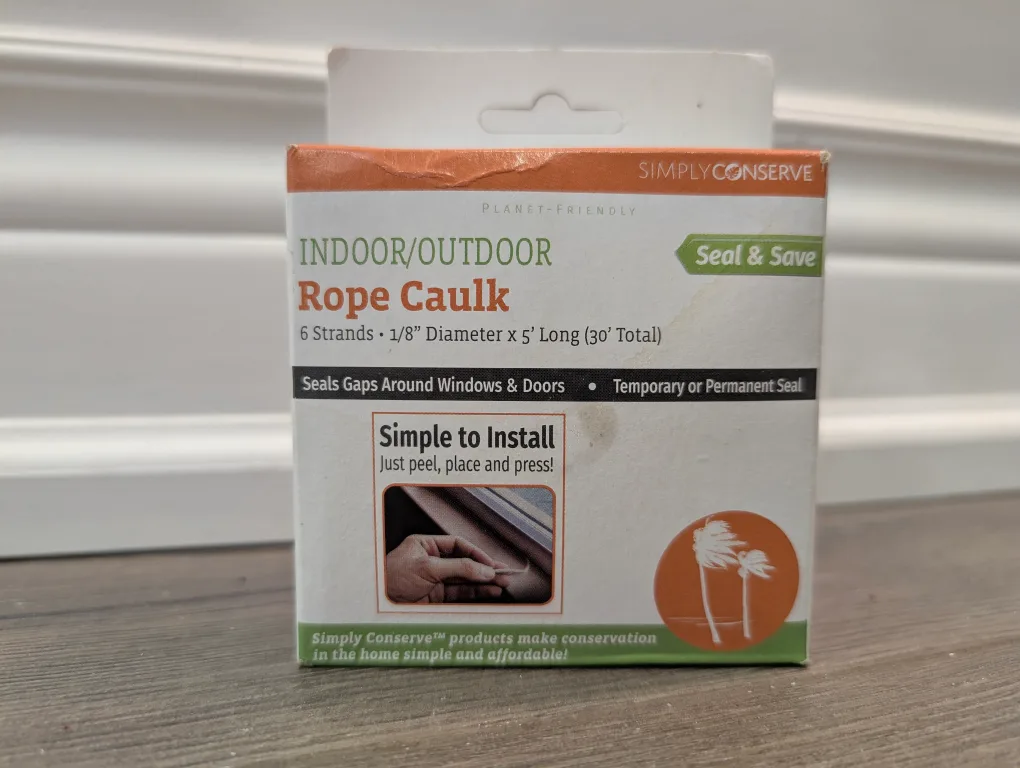 SIMPLYCONSERVE
PLANET-FRIENDLY
INDOOR/OUTDOOR
Seal & Save
Rope Caulk
6 Strands • 1/8” Diameter x 5’ Long (30’ Total)
Seals Gaps Around Windows & Doors • Temporary or Permanent Seal
Simple to Install
Just peel, place and press!
Simply Conserve™ products make conservation
in the home simple and affordable!